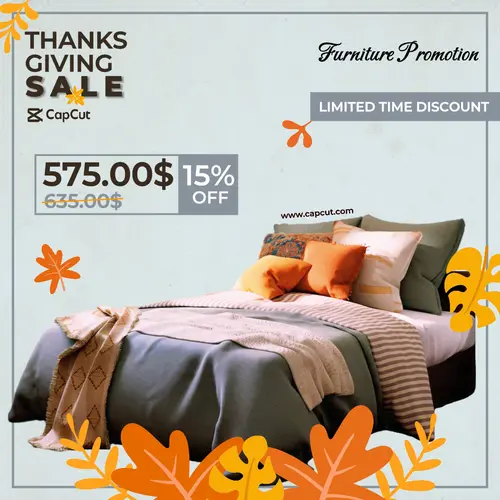 THANKS
GIVING
SALE
CapCut
Furniture Promotion
LIMITED TIME DISCOUNT
575.00$
635.00$
15%
OFF
www.capcut.com